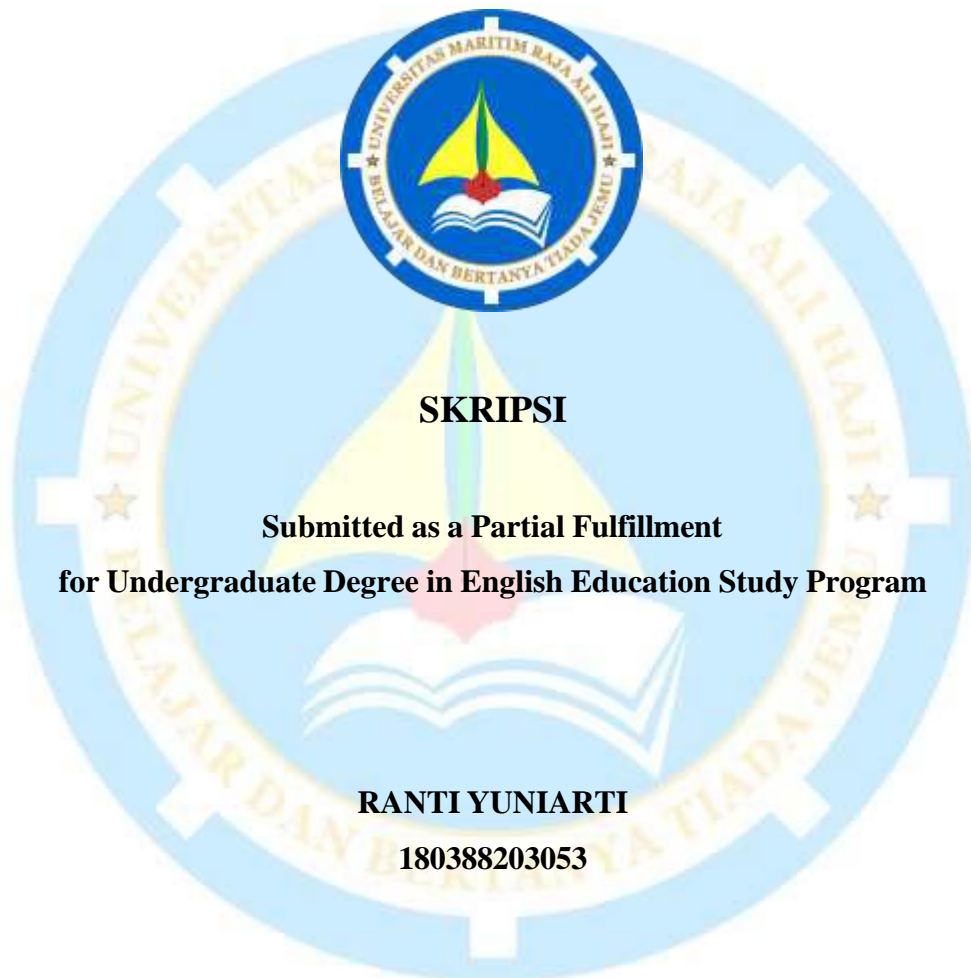 UNIVERSITAS MARITIM RAJA ALI HAJI
BELAJAR DAN BERTANYA TIADA JEMU
SKRIPSI
Submitted as a Partial Fulfillment
for Undergraduate Degree in English Education Study Program
RANTI YUNIARTI
180388203053